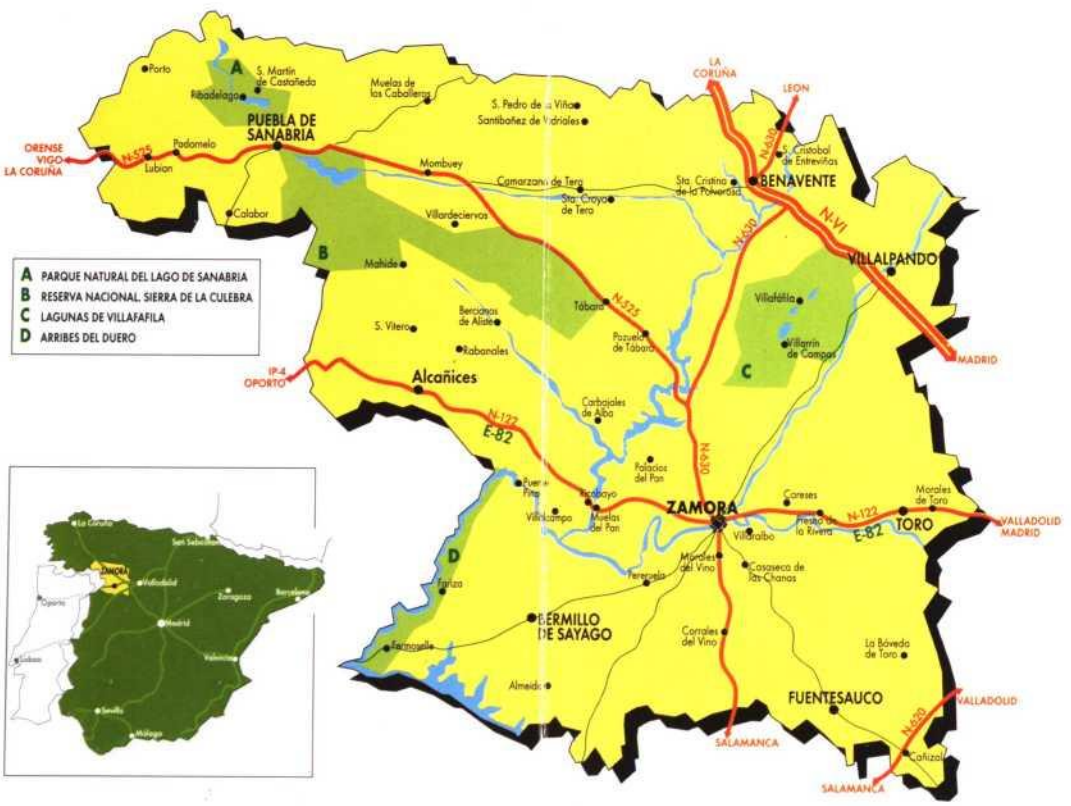 LA
CORUÑA
LEON
Porto
A
S. Martín
de Castañeda
Ribadelago
Muelas de
los Caballeros
S. Pedro de la Viña
Santibañez de Vidriales
N-630
S. Cristobal
de Entreviñas
PUEBLA DE
SANABRIA
ORENSE
VIGO
LA CORUÑA
N-525
Padornelo
Lubian
Mombuey
Camarzana de Tera
Sta. Cristina
de la Polvorosa
BENAVENTE
Sta. Croya
de Tera
Calabor
Villardeciervos
N-630
N-VI
B
Mahide
VILLALPANDO
A PARQUE NATURAL DEL LAGO DE SANABRIA
B RESERVA NACIONAL. SIERRA DE LA CULEBRA
C LAGUNAS DE VILLAFAFILA
D ARRIBES DEL DUERO
Villafáfila
Tábara
N-525
Bercianos
de Aliste
S. Vitero
Pozuelo
de Tábara
Villarrín
de Campos
Rabanales
MADRID
C
IP-4
OPORTO
Alcañices
Carbajales
de Alba
N-122
E-82
N-630
Palacios
del Pan
Puente
Pino
Ricobayo
ZAMORA
Coreses
Morales
de Toro
Villalcampo
Muelas
del Pan
Fresno de
la Rivera
N-122
E-82
TORO
VALLADOLID
MADRID
Villaralbo
D
Morales
del Vino
Casaseca de
las Chanas
Fariza
Pereruela
BERMILLO
DE SAYAGO
Corrales
del Vino
Fermoselle
La Bóveda
de Toro
Almeida
FUENTESAUCO
VALLADOLID
N-620
SALAMANCA
Cañizal
SALAMANCA
La Coruña
San Sebastian
ZAMORA
Valladolid
Zaragoza
Barcelona
Oporto
Madrid
Lisboa
Valencia
Sevilla
Málaga